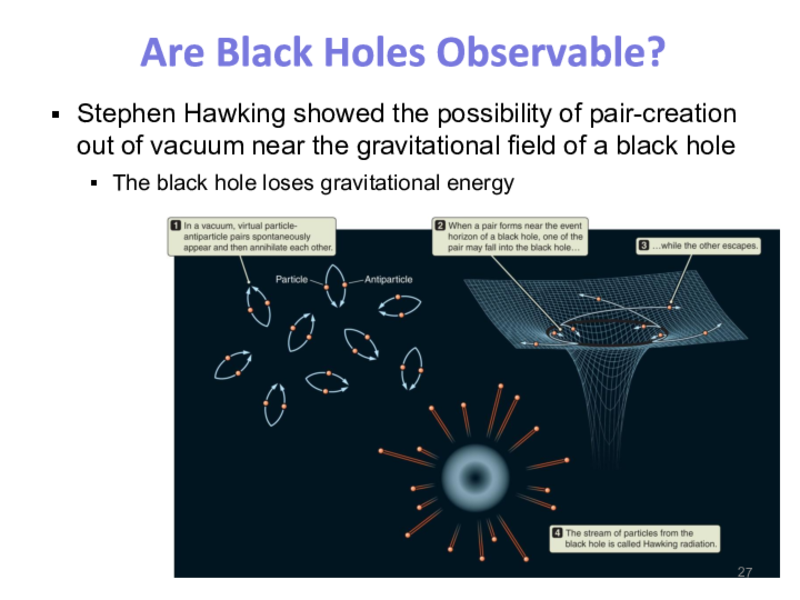 Are Black Holes Observable?
▪ Stephen Hawking showed the possibility of pair-creation
out of vacuum near the gravitational field of a black hole
▪ The black hole loses gravitational energy
1 In a vacuum, virtual particle-
antiparticle pairs spontaneously
appear and then annihilate each other.
2 When a pair forms near the event
horizon of a black hole, one of the
pair may fall into the black hole…
3 …while the other escapes.
Particle
Antiparticle
4 The stream of particles from the
black hole is called Hawking radiation.
27